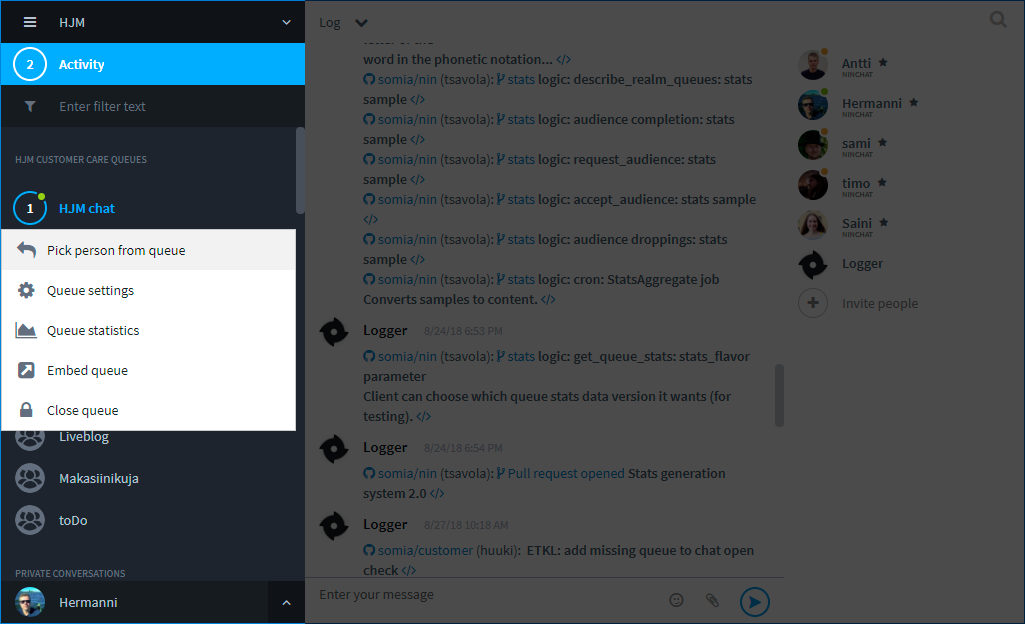 HJM
2 Activity
Enter filter text
HJM CUSTOMER CARE QUEUES
1 HJM chat
Pick person from queue
Queue settings
Queue statistics
Embed queue
Close queue
Liveblog
Makasiinikuja
toDo
PRIVATE CONVERSATIONS
Hermanni
Log
word in the phonetic notation... </>
somia/nin (tsavola): stats logic: describe_realm_queues: stats
sample </>
somia/nin (tsavola): stats logic: audience completion: stats
sample </>
somia/nin (tsavola): stats logic: request_audience: stats
sample </>
somia/nin (tsavola): stats logic: accept_audience: stats sample
</>
somia/nin (tsavola): stats logic: audience droppings: stats
sample </>
somia/nin (tsavola): stats logic: cron: StatsAggregate job
Converts samples to content. </>
Logger 8/24/18 6:53 PM
somia/nin (tsavola): stats logic: get_queue_stats: stats_flavor
parameter
Client can choose which queue stats data version it wants (for
testing). </>
Logger 8/24/18 6:54 PM
somia/nin (tsavola): Pull request opened Stats generation
system 2.0 </>
Logger 8/27/18 10:18 AM
somia/customer (huuki): ETKL: add missing queue to chat open
check </>
Enter your message
Antti
NINCHAT
Hermanni
NINCHAT
sami
NINCHAT
timo
NINCHAT
Saini
NINCHAT
Logger
Invite people